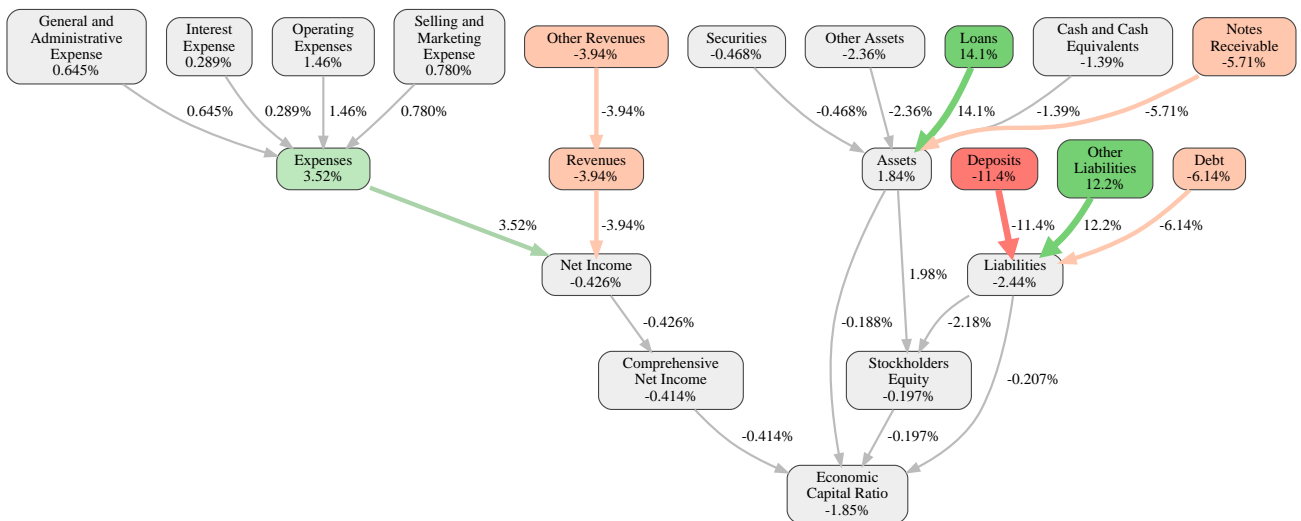 General and
Administrative
Expense
0.645%
Interest
Expense
0.289%
Operating
Expenses
1.46%
Selling and
Marketing
Expense
0.780%
Other Revenues
-3.94%
Securities
-0.468%
Other Assets
-2.36%
Loans
14.1%
Cash and Cash
Equivalents
-1.39%
Notes
Receivable
-5.71%
0.645%
0.289%
1.46%
0.780%
-3.94%
-0.468%
-2.36%
14.1%
-1.39%
-5.71%
Expenses
3.52%
Revenues
-3.94%
Assets
1.84%
Deposits
-11.4%
Other
Liabilities
12.2%
Debt
-6.14%
3.52%
-3.94%
-11.4%
12.2%
-6.14%
Net Income
-0.426%
1.98%
Liabilities
-2.44%
-0.426%
-0.188%
-2.18%
Comprehensive
Net Income
-0.414%
Stockholders
Equity
-0.197%
-0.207%
-0.414%
-0.197%
Economic
Capital Ratio
-1.85%